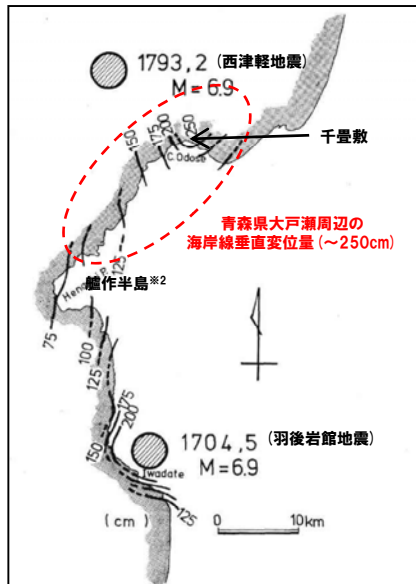 1793,2 (西津軽地震)
M=6.9
150
175
200
250
千畳敷
C.Odose
青森県大戸瀬周辺の
海岸線垂直変位量(~250cm)
125
艫作半島※2
75
100
125
175
200
150
1704,5 (羽後岩館地震)
M=6.9
Iwadate
125
(cm)
0 10km